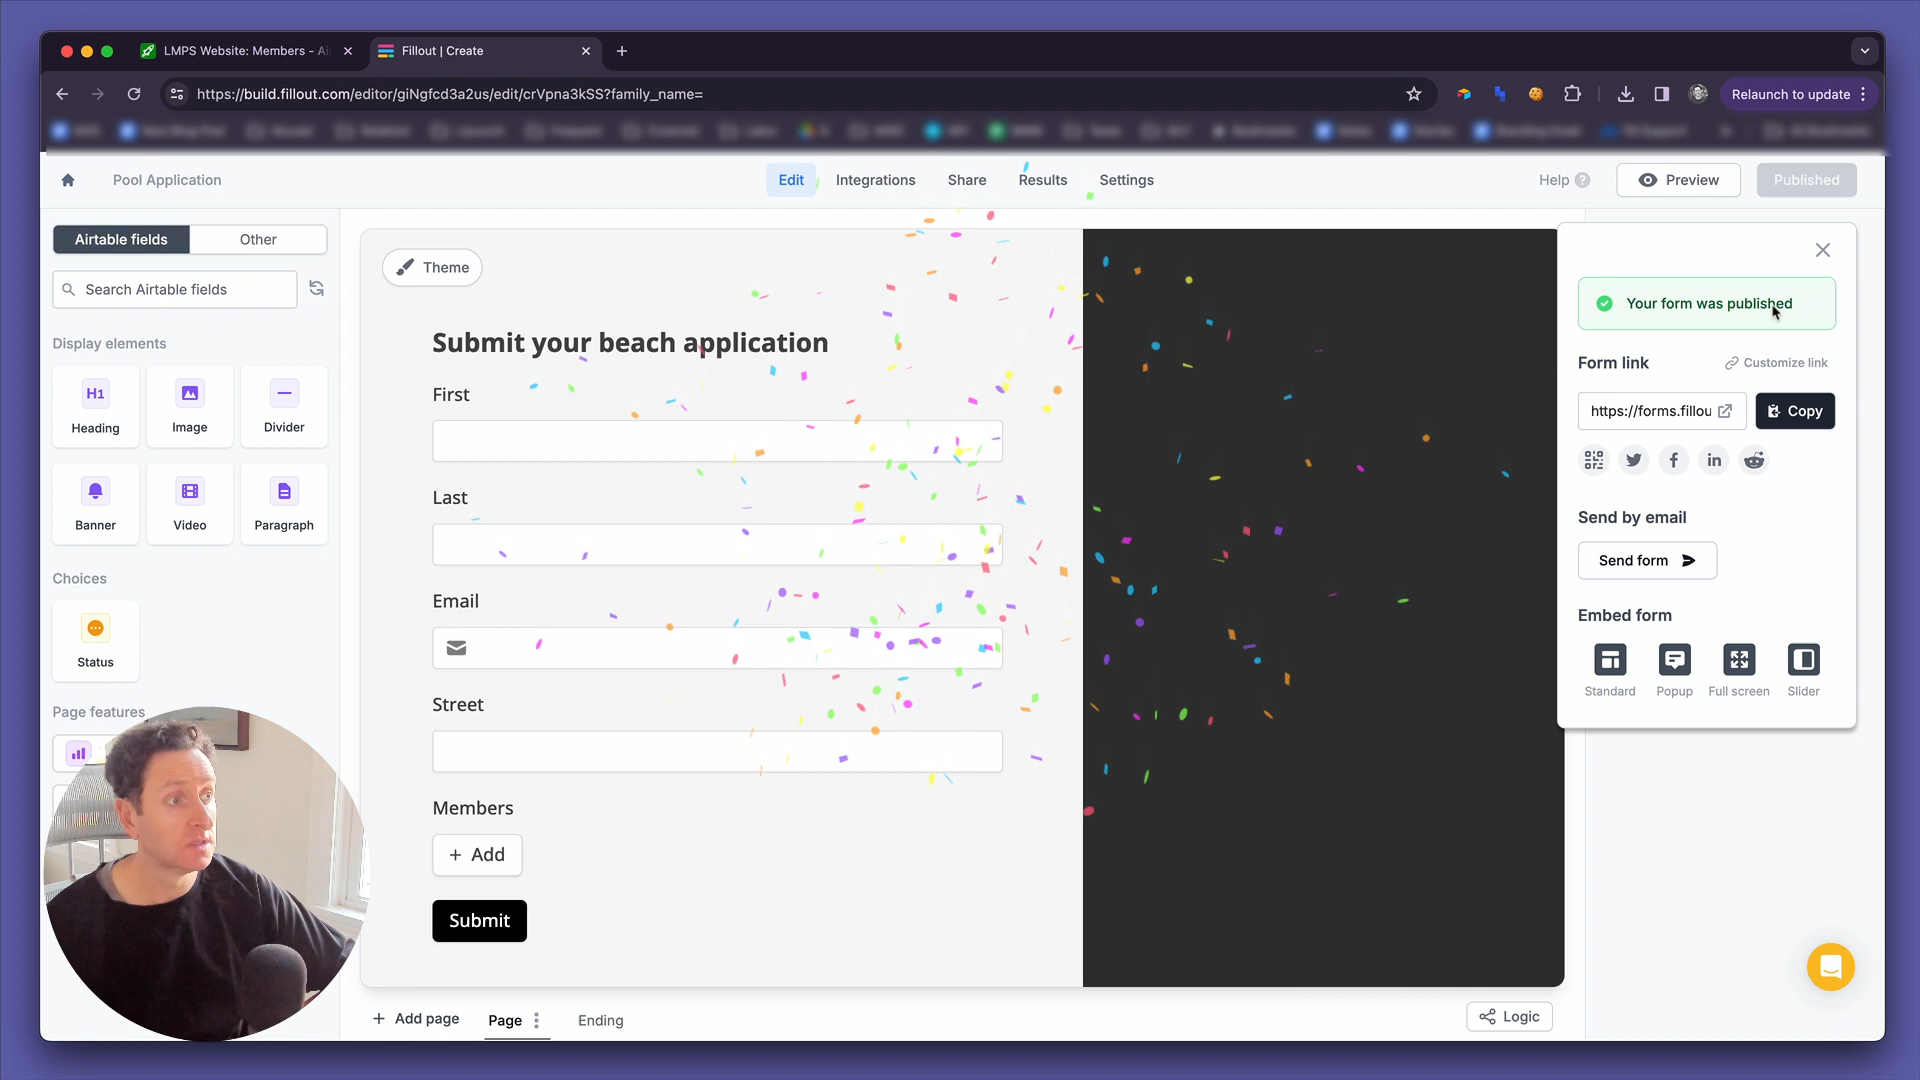 LMPS Website: Members - Ai
Fillout | Create
https://build.fillout.com/editor/giNgfcd3a2us/edit/crVpna3kSS?family_name=
Relaunch to update
Pool Application
Edit
Integrations
Share
Results
Settings
Help
Preview
Published
Airtable fields
Other
Search Airtable fields
Display elements
H1
Heading
Image
Divider
Banner
Video
Paragraph
Choices
Status
Page features
Theme
Submit your beach application
First
Last
Email
Street
Members
+ Add
Submit
+ Add page
Page
Ending
Logic
Your form was published
Form link
Customize link
https://forms.fillou
Copy
Send by email
Send form
Embed form
Standard
Popup
Full screen
Slider